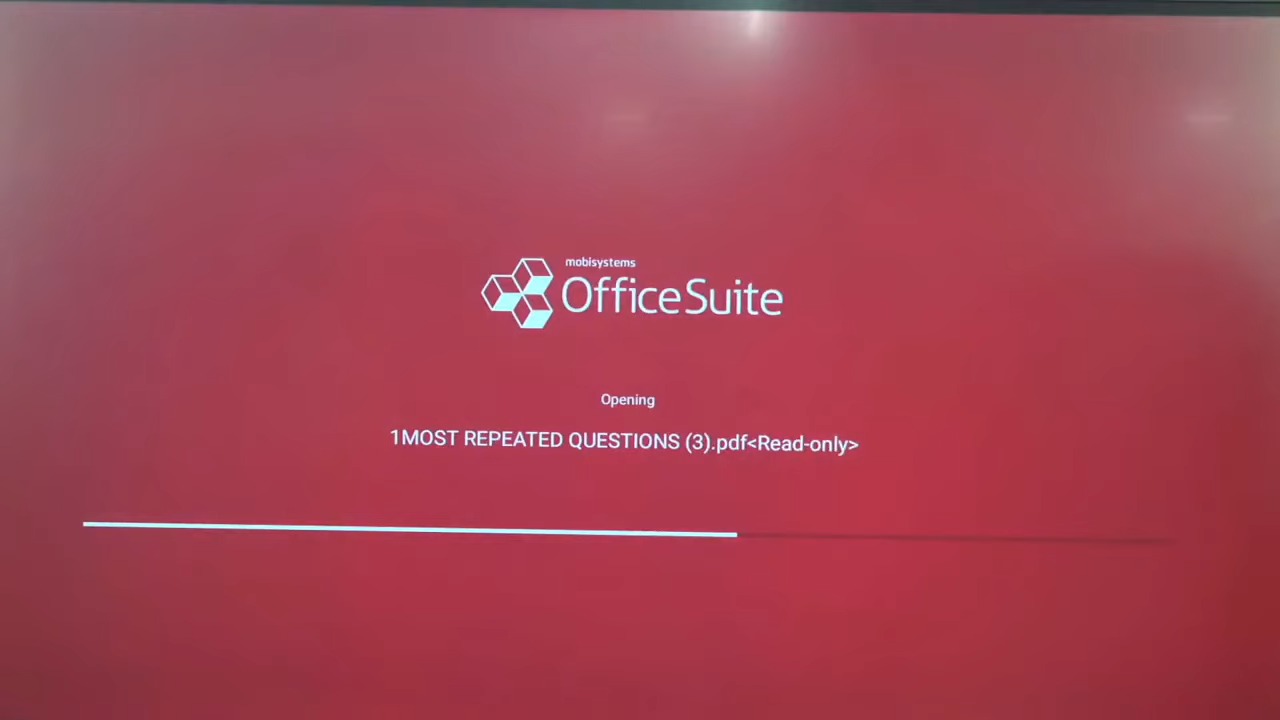 mobisystems
OfficeSuite
Opening
1MOST REPEATED QUESTIONS (3).pdf<Read-only>